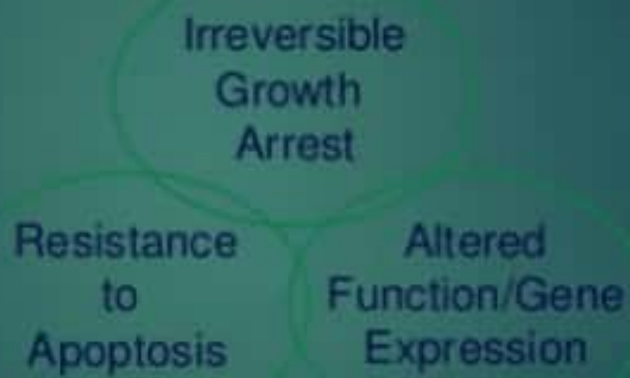 Irreversible
Growth
Arrest
Resistance
to
Apoptosis
Altered
Function/Gene
Expression